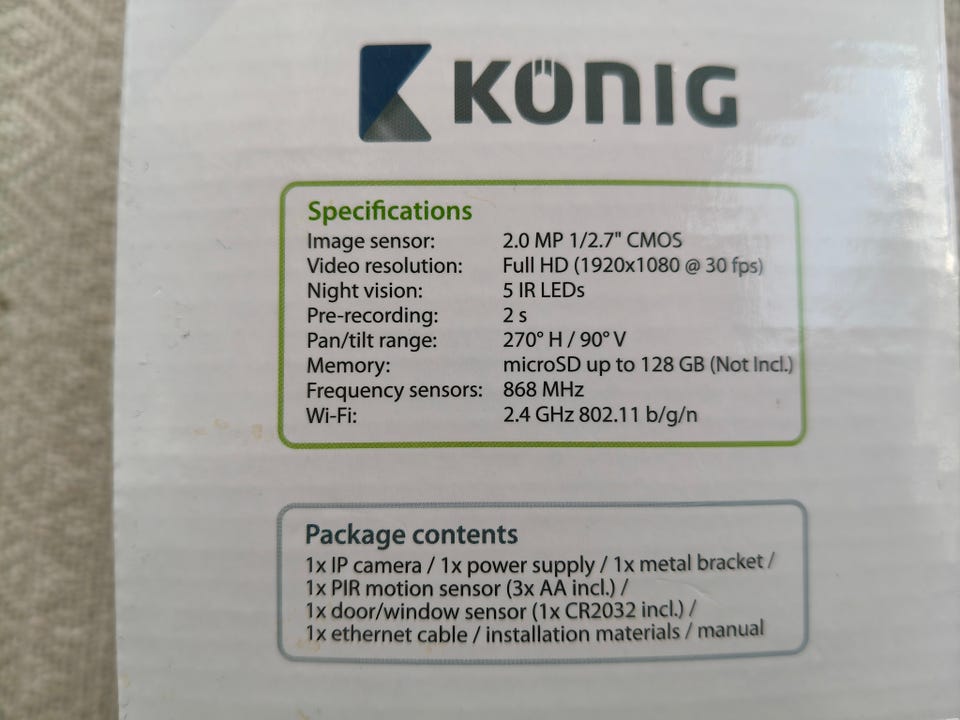 KÖNIG
Specifications
Image sensor: 2.0 MP 1/2.7" CMOS
Video resolution: Full HD (1920x1080 @ 30 fps)
Night vision: 5 IR LEDs
Pre-recording: 2 s
Pan/tilt range: 270° H / 90° V
Memory: microSD up to 128 GB (Not Incl.)
Frequency sensors: 868 MHz
Wi-Fi: 2.4 GHz 802.11 b/g/n
Package contents
1x IP camera / 1x power supply / 1x metal bracket /
1x PIR motion sensor (3x AA incl.) /
1x door/window sensor (1x CR2032 incl.) /
1x ethernet cable / installation materials / manual